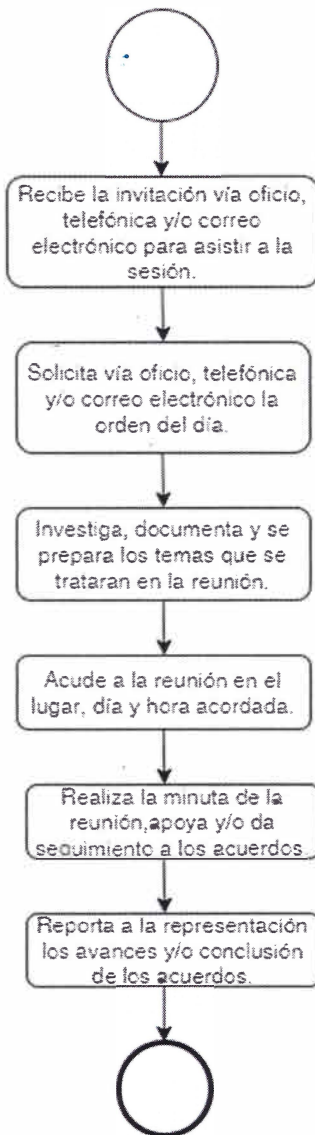 Recibe la invitación vía oficio,
telefónica y/o correo
electrónico para asistir a la
sesión.
Solicita vía oficio, telefónica
y/o correo electrónico la
orden del día.
Investiga, documenta y se
prepara los temas que se
trataran en la reunión.
Acude a la reunión en el
lugar, día y hora acordada.
Realiza la minuta de la
reunión,apoya y/o da
seguimiento a los acuerdos
Reporta a la representación
los avances y/o conclusión
de los acuerdos.